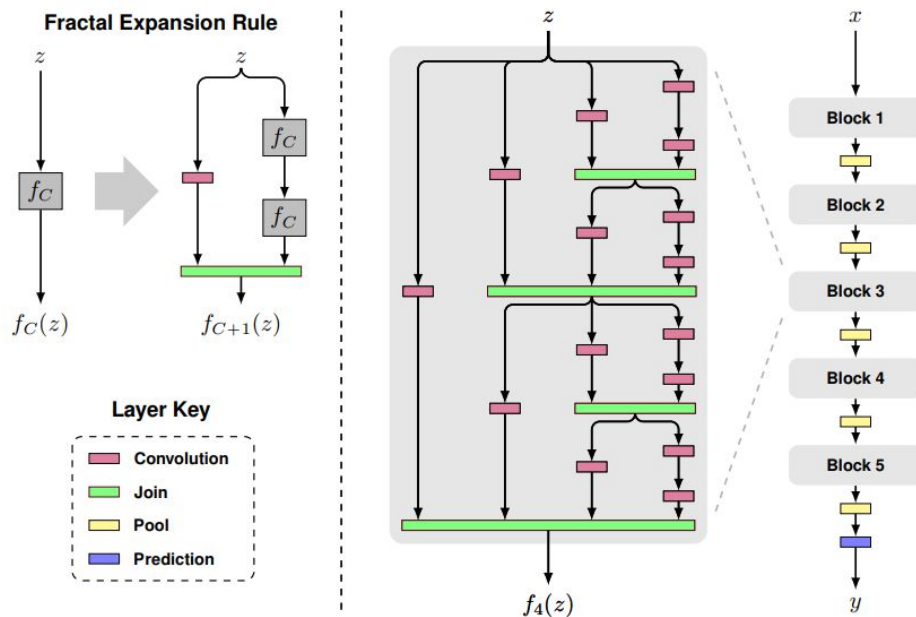 Fractal Expansion Rule
z
z
f_C
f_C
f_C
f_C(z)
f_{C+1}(z)
Layer Key
Convolution
Join
Pool
Prediction
z
f_4(z)
x
Block 1
Block 2
Block 3
Block 4
Block 5
y